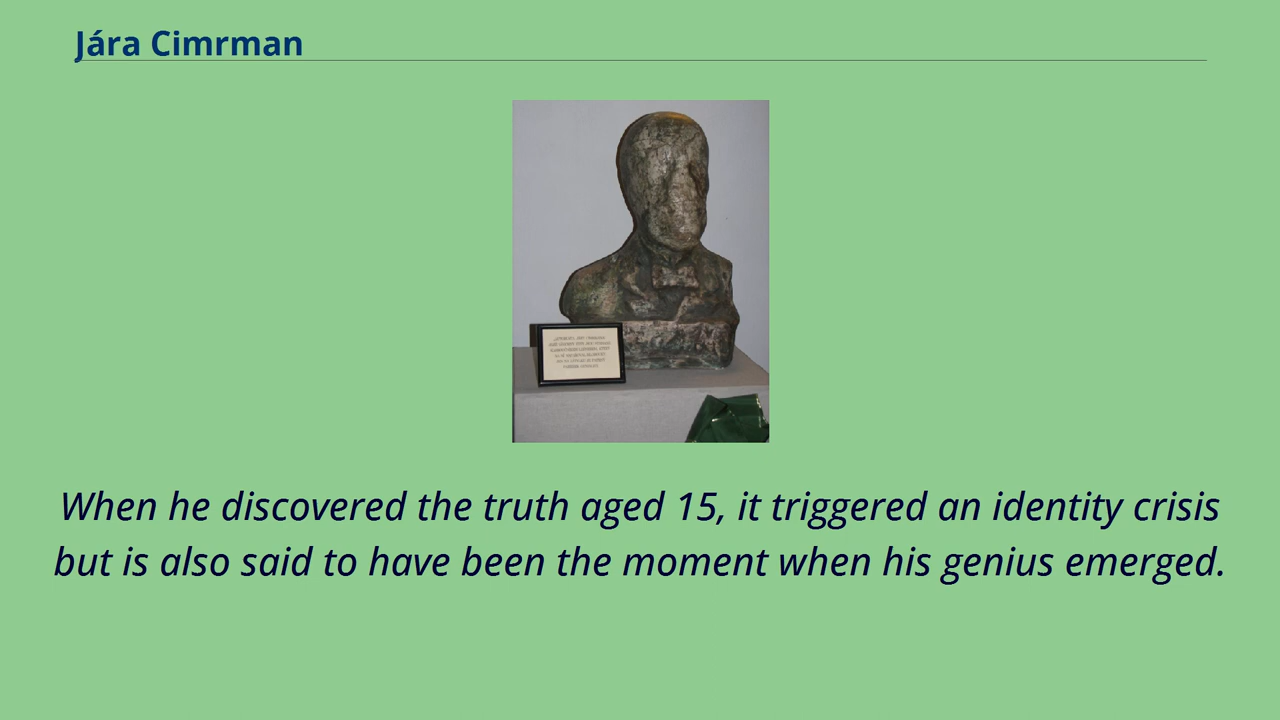 Jára Cimrman
When he discovered the truth aged 15, it triggered an identity crisis
but is also said to have been the moment when his genius emerged.